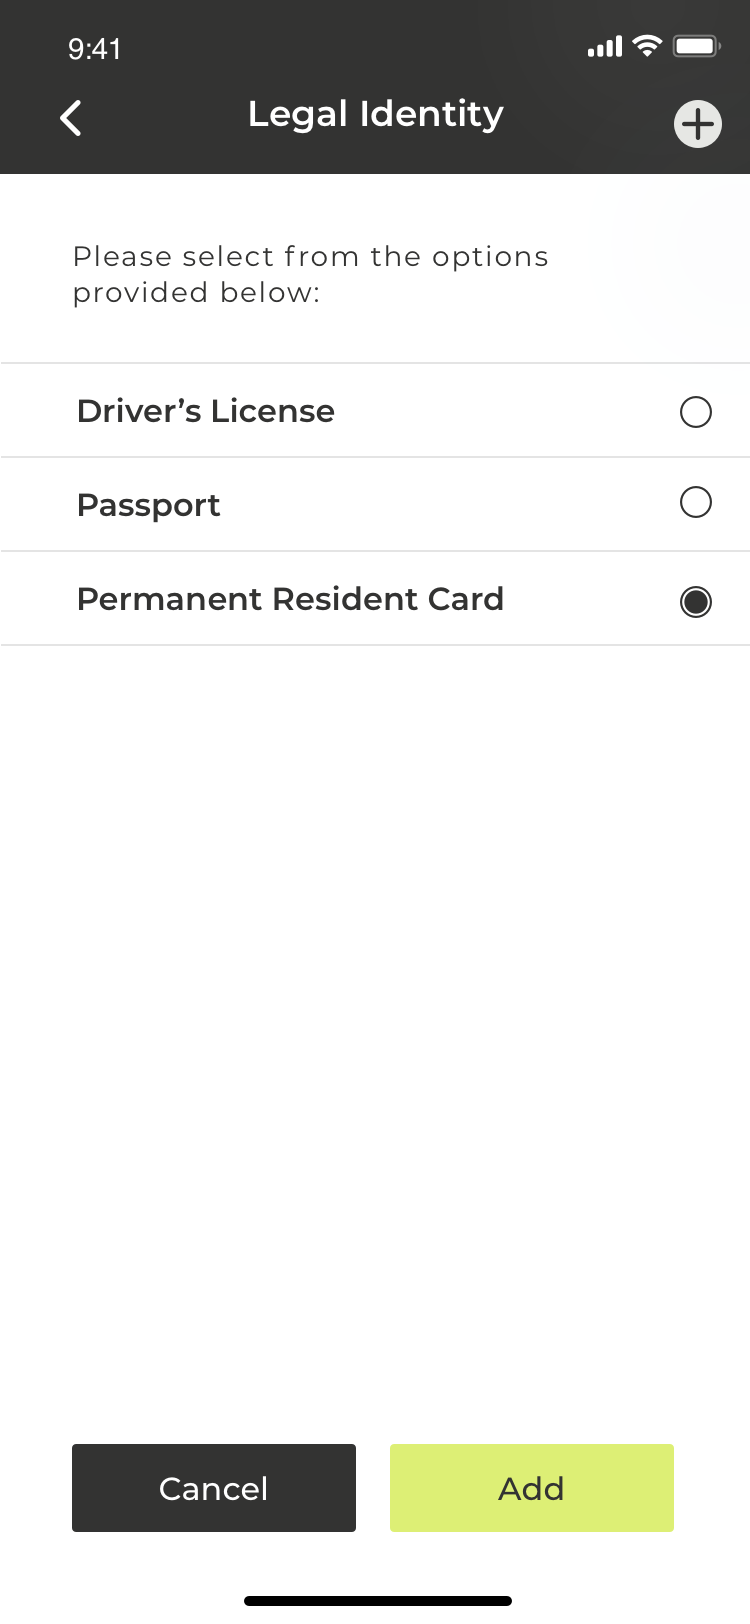 9:41
Legal Identity
Please select from the options
provided below:
Driver’s License
Passport
Permanent Resident Card
Cancel
Add